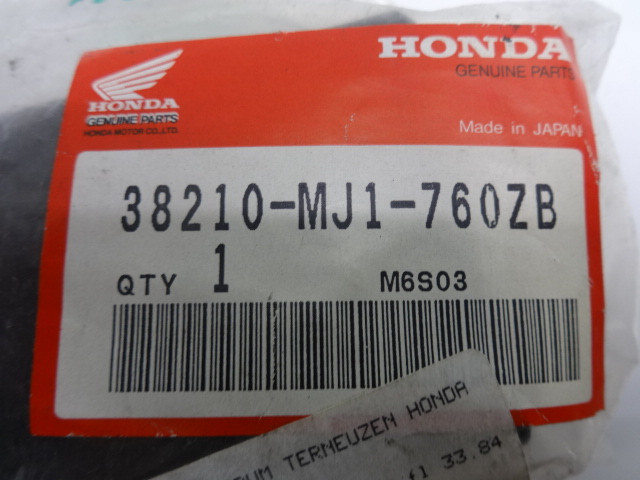 HONDA
GENUINE PARTS
HONDA MOTOR CO., LTD.
HONDA
GENUINE PARTS
Made in JAPAN
38210-MJ1-760ZB
QTY 1
M6S03
TERNEUZEN HONDA
fl 33.84